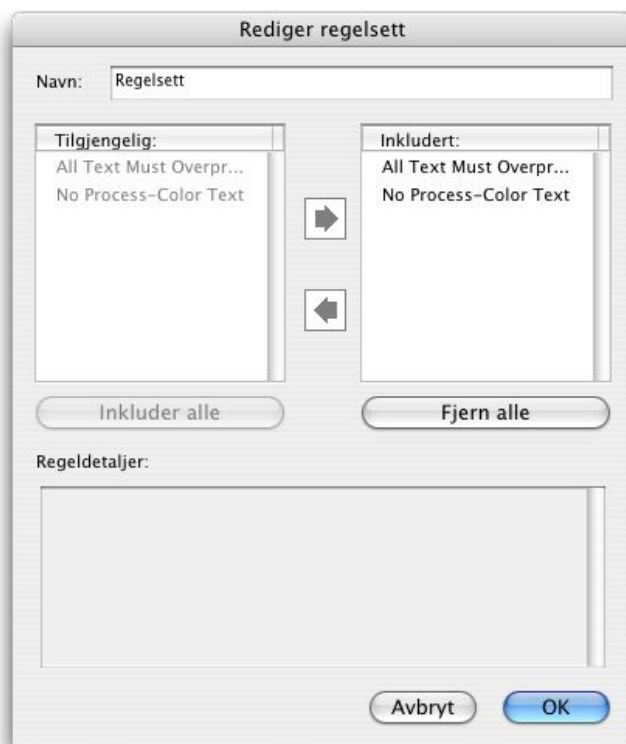 Rediger regelsett
Navn: Regelsett
Tilgjengelig:
All Text Must Overpr...
No Process-Color Text
Inkludert:
All Text Must Overpr...
No Process-Color Text
Inkluder alle
Fjern alle
Regeldetaljer:
Avbryt
OK